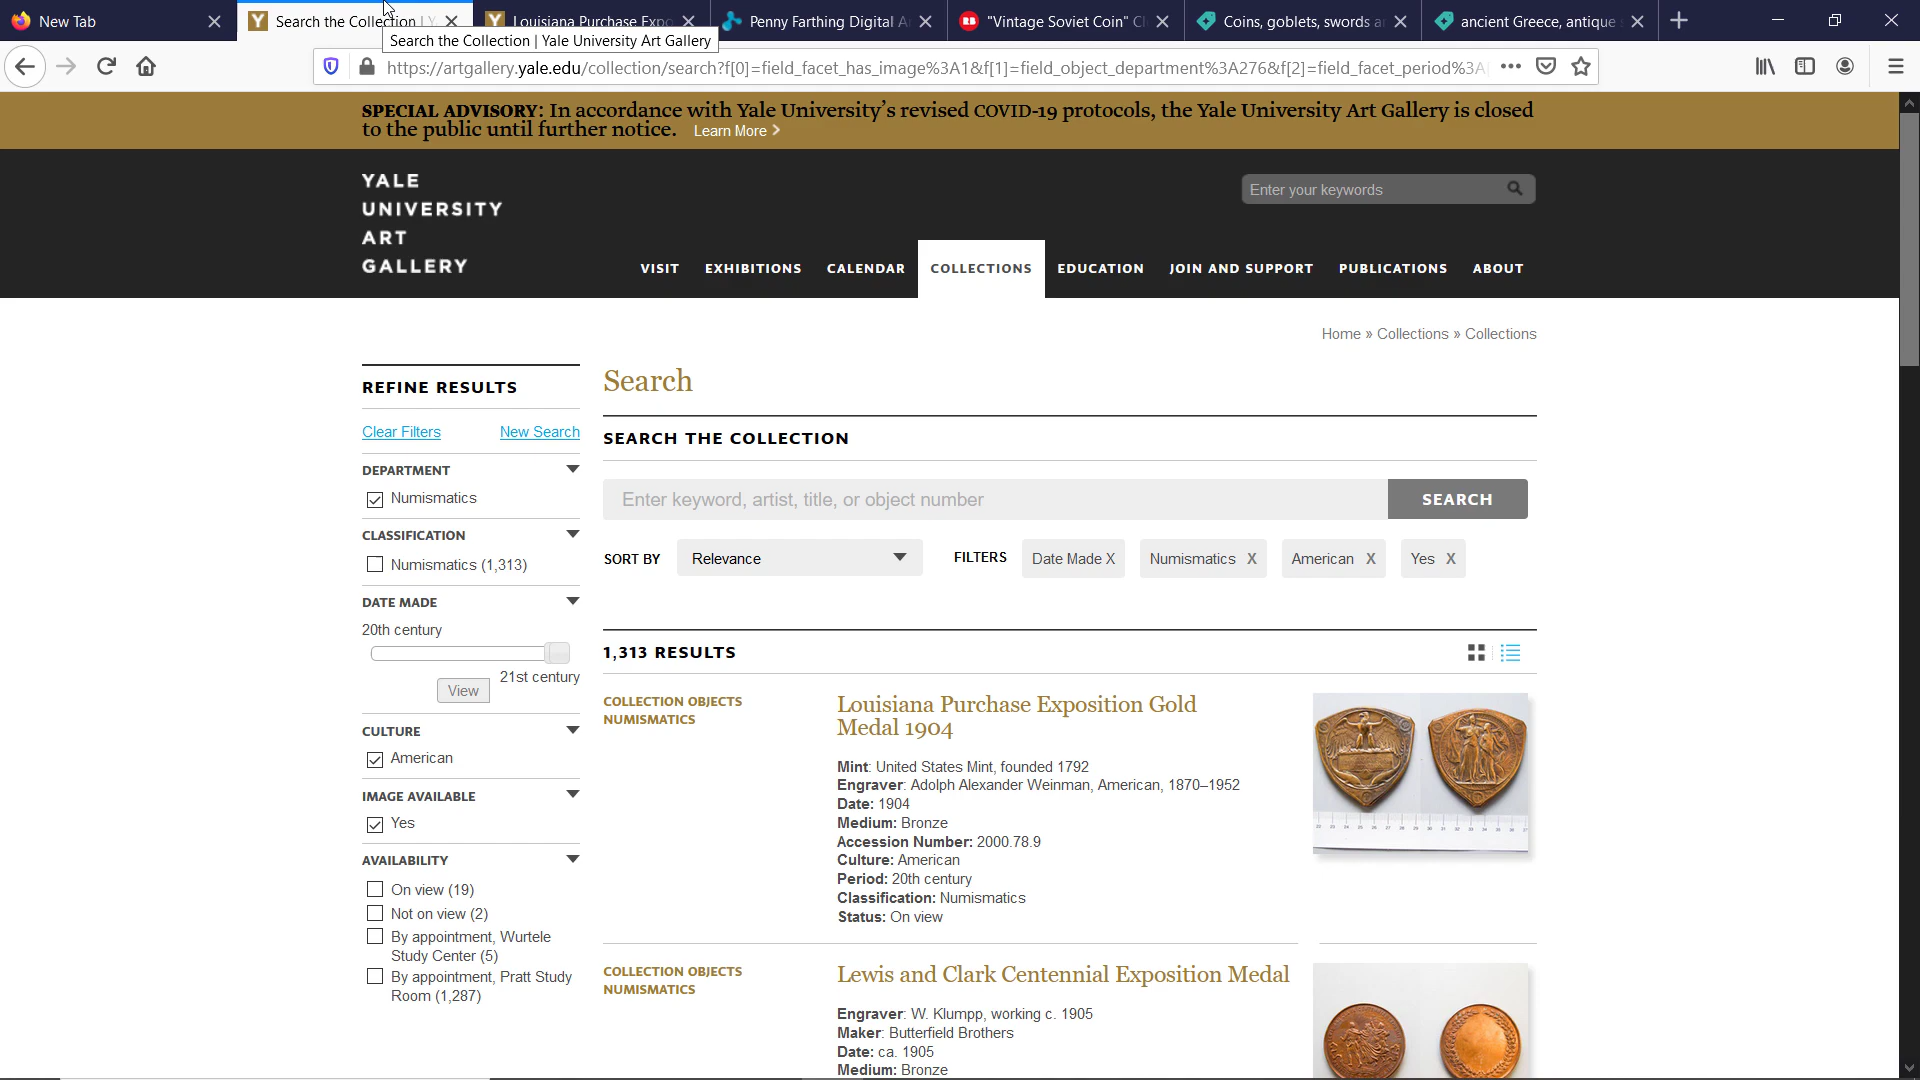 New Tab
Search the Collection | Y
Louisiana Purchase Expo
Penny Farthing Digital A
"Vintage Soviet Coin" C
Coins, goblets, swords a
ancient Greece, antique s
Search the Collection | Yale University Art Gallery
https://artgallery.yale.edu/collection/search?f[0]=field_facet_has_image%3A1&f[1]=field_object_department%3A276&f[2]=field_facet_period%3A
SPECIAL ADVISORY: In accordance with Yale University's revised COVID-19 protocols, the Yale University Art Gallery is closed
to the public until further notice. Learn More >
YALE
UNIVERSITY
ART
GALLERY
Enter your keywords
VISIT EXHIBITIONS CALENDAR COLLECTIONS EDUCATION JOIN AND SUPPORT PUBLICATIONS ABOUT
Home » Collections » Collections
REFINE RESULTS
Clear Filters New Search
DEPARTMENT
Numismatics
CLASSIFICATION
Numismatics (1,313)
DATE MADE
20th century
21st century
View
CULTURE
American
IMAGE AVAILABLE
Yes
AVAILABILITY
On view (19)
Not on view (2)
By appointment, Wurtele
Study Center (5)
By appointment, Pratt Study
Room (1,287)
Search
SEARCH THE COLLECTION
Enter keyword, artist, title, or object number
SEARCH
SORT BY Relevance FILTERS Date Made X Numismatics X American X Yes X
1,313 RESULTS
COLLECTION OBJECTS
NUMISMATICS
Louisiana Purchase Exposition Gold
Medal 1904
Mint: United States Mint, founded 1792
Engraver: Adolph Alexander Weinman, American, 1870–1952
Date: 1904
Medium: Bronze
Accession Number: 2000.78.9
Culture: American
Period: 20th century
Classification: Numismatics
Status: On view
COLLECTION OBJECTS
NUMISMATICS
Lewis and Clark Centennial Exposition Medal
Engraver: W. Klumpp, working c. 1905
Maker: Butterfield Brothers
Date: ca. 1905
Medium: Bronze